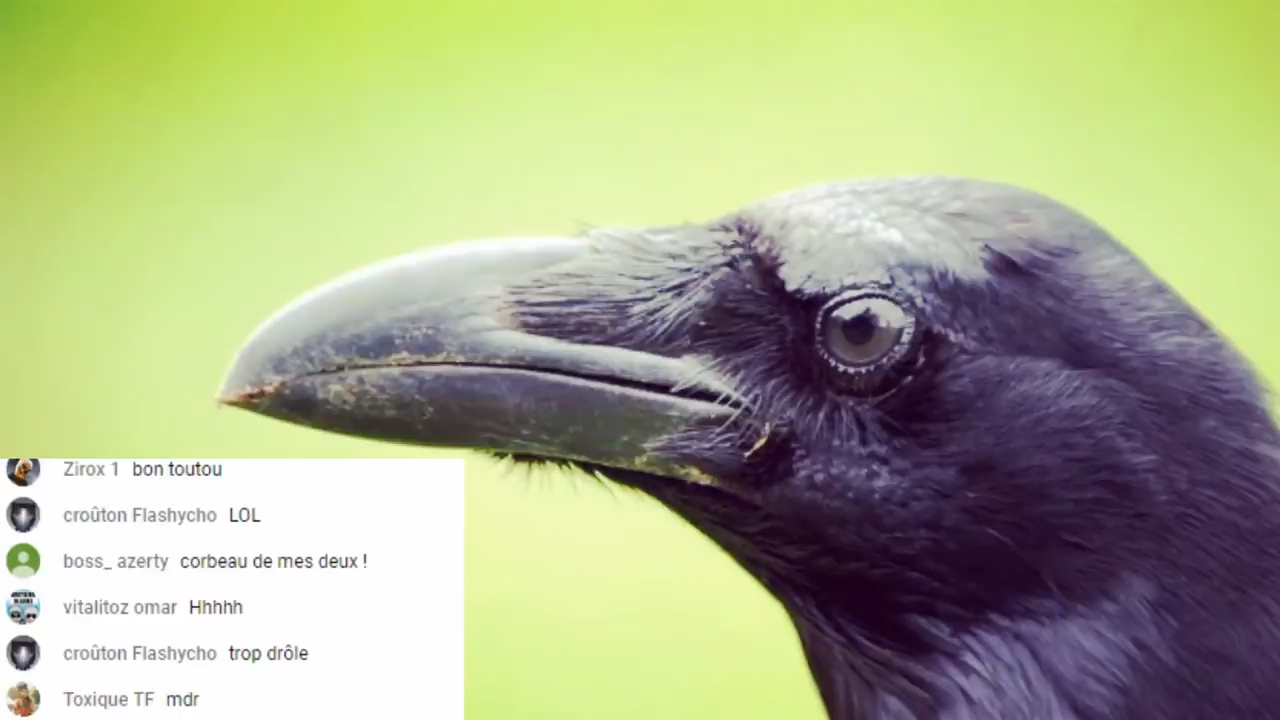 Zirox 1 bon toutou
croûton Flashycho LOL
boss_ azerty corbeau de mes deux !
vitalitoz omar Hhhhh
croûton Flashycho trop drôle
Toxique TF mdr